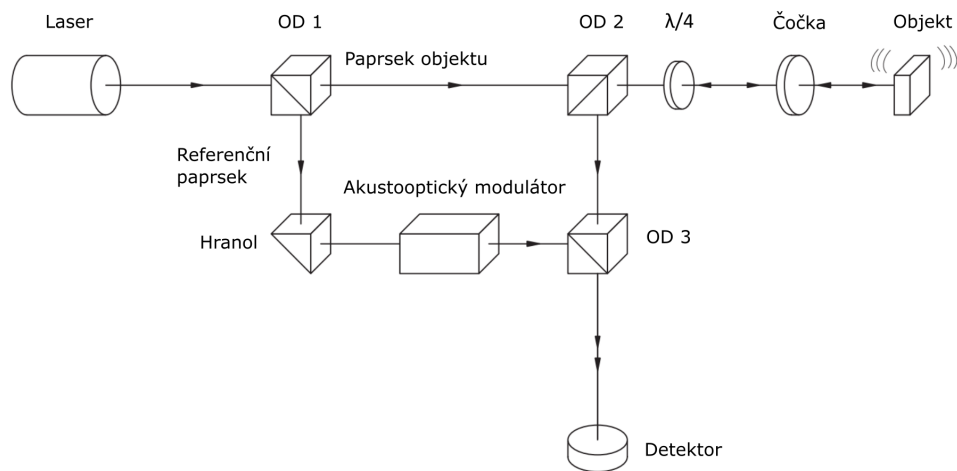 Laser
OD 1
OD 2
λ/4
Čočka
Objekt
Paprsek objektu
Referenční
paprsek
Akustooptický modulátor
Hranol
OD 3
Detektor